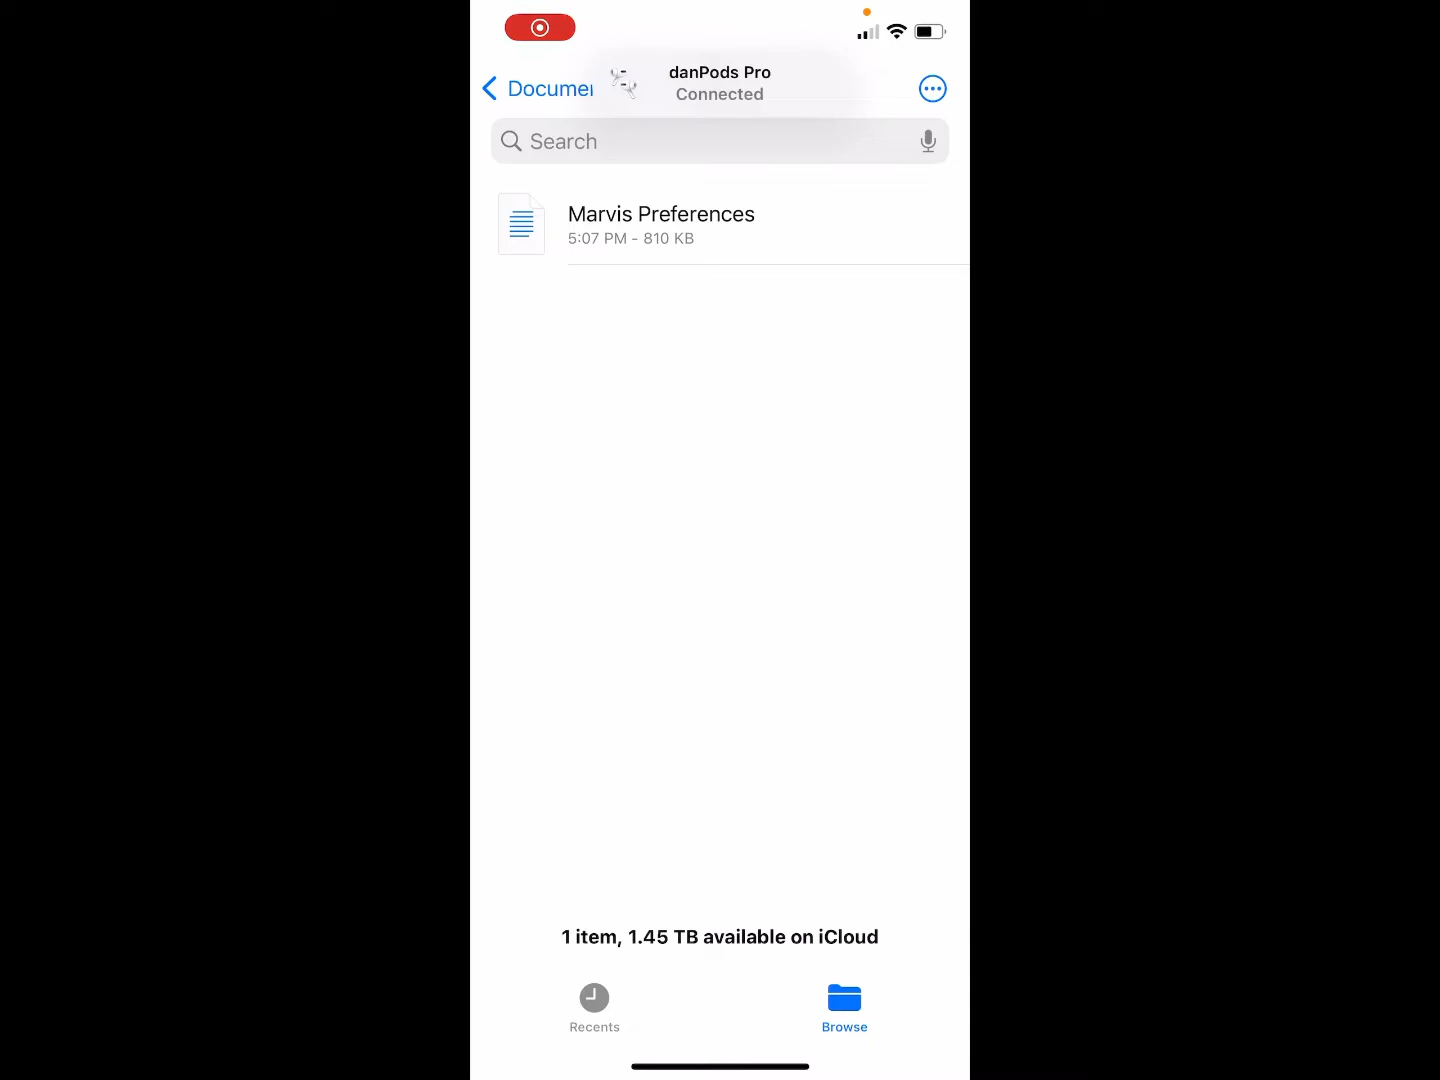 danPods Pro
Documen
Connected
Search
Marvis Preferences
5:07 PM - 810 KB
1 item, 1.45 TB available on iCloud
Recents
Browse